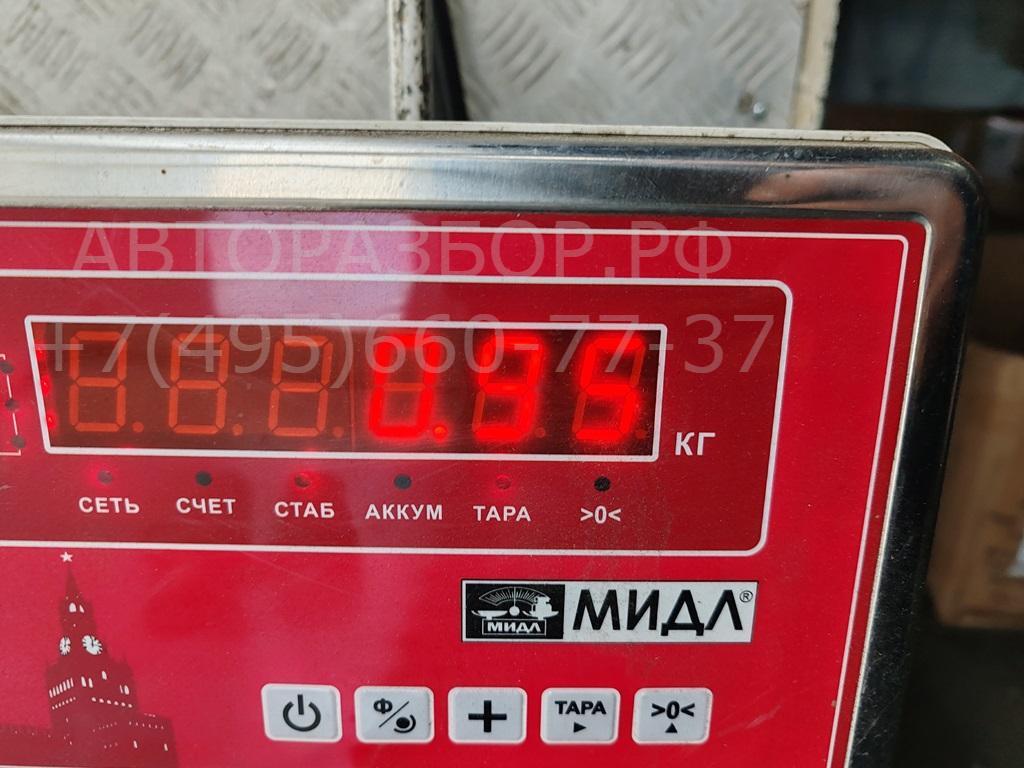 АВТОРАЗБОР.РФ
+7(495)660-77-37
0.95
КГ
СЕТЬ СЧЕТ СТАБ АККУМ ТАРА >0<
МИДЛ МИДЛ®
Ф
+ ТАРА >0<